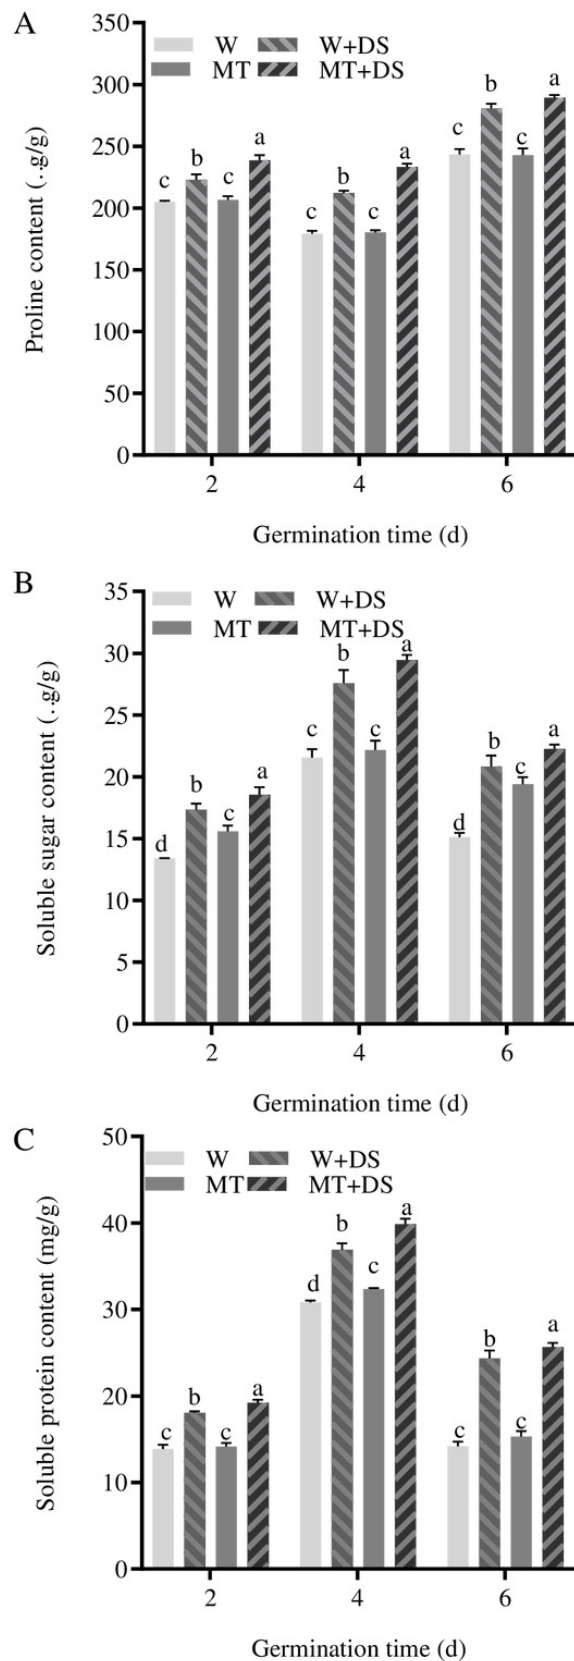 A
W W+DS
MT MT+DS
350
300
250
200
150
100
50
0
Proline content (..g/g)
c b c a
c b c a
c b c a
2 4 6
Germination time (d)
B
W W+DS
MT MT+DS
35
30
25
20
15
10
5
0
Soluble sugar content (..g/g)
d b c a
c b c a
d b c a
2 4 6
Germination time (d)
C
W W+DS
MT MT+DS
50
40
30
20
10
0
Soluble protein content (mg/g)
c b c a
d b c a
c b c a
2 4 6
Germination time (d)